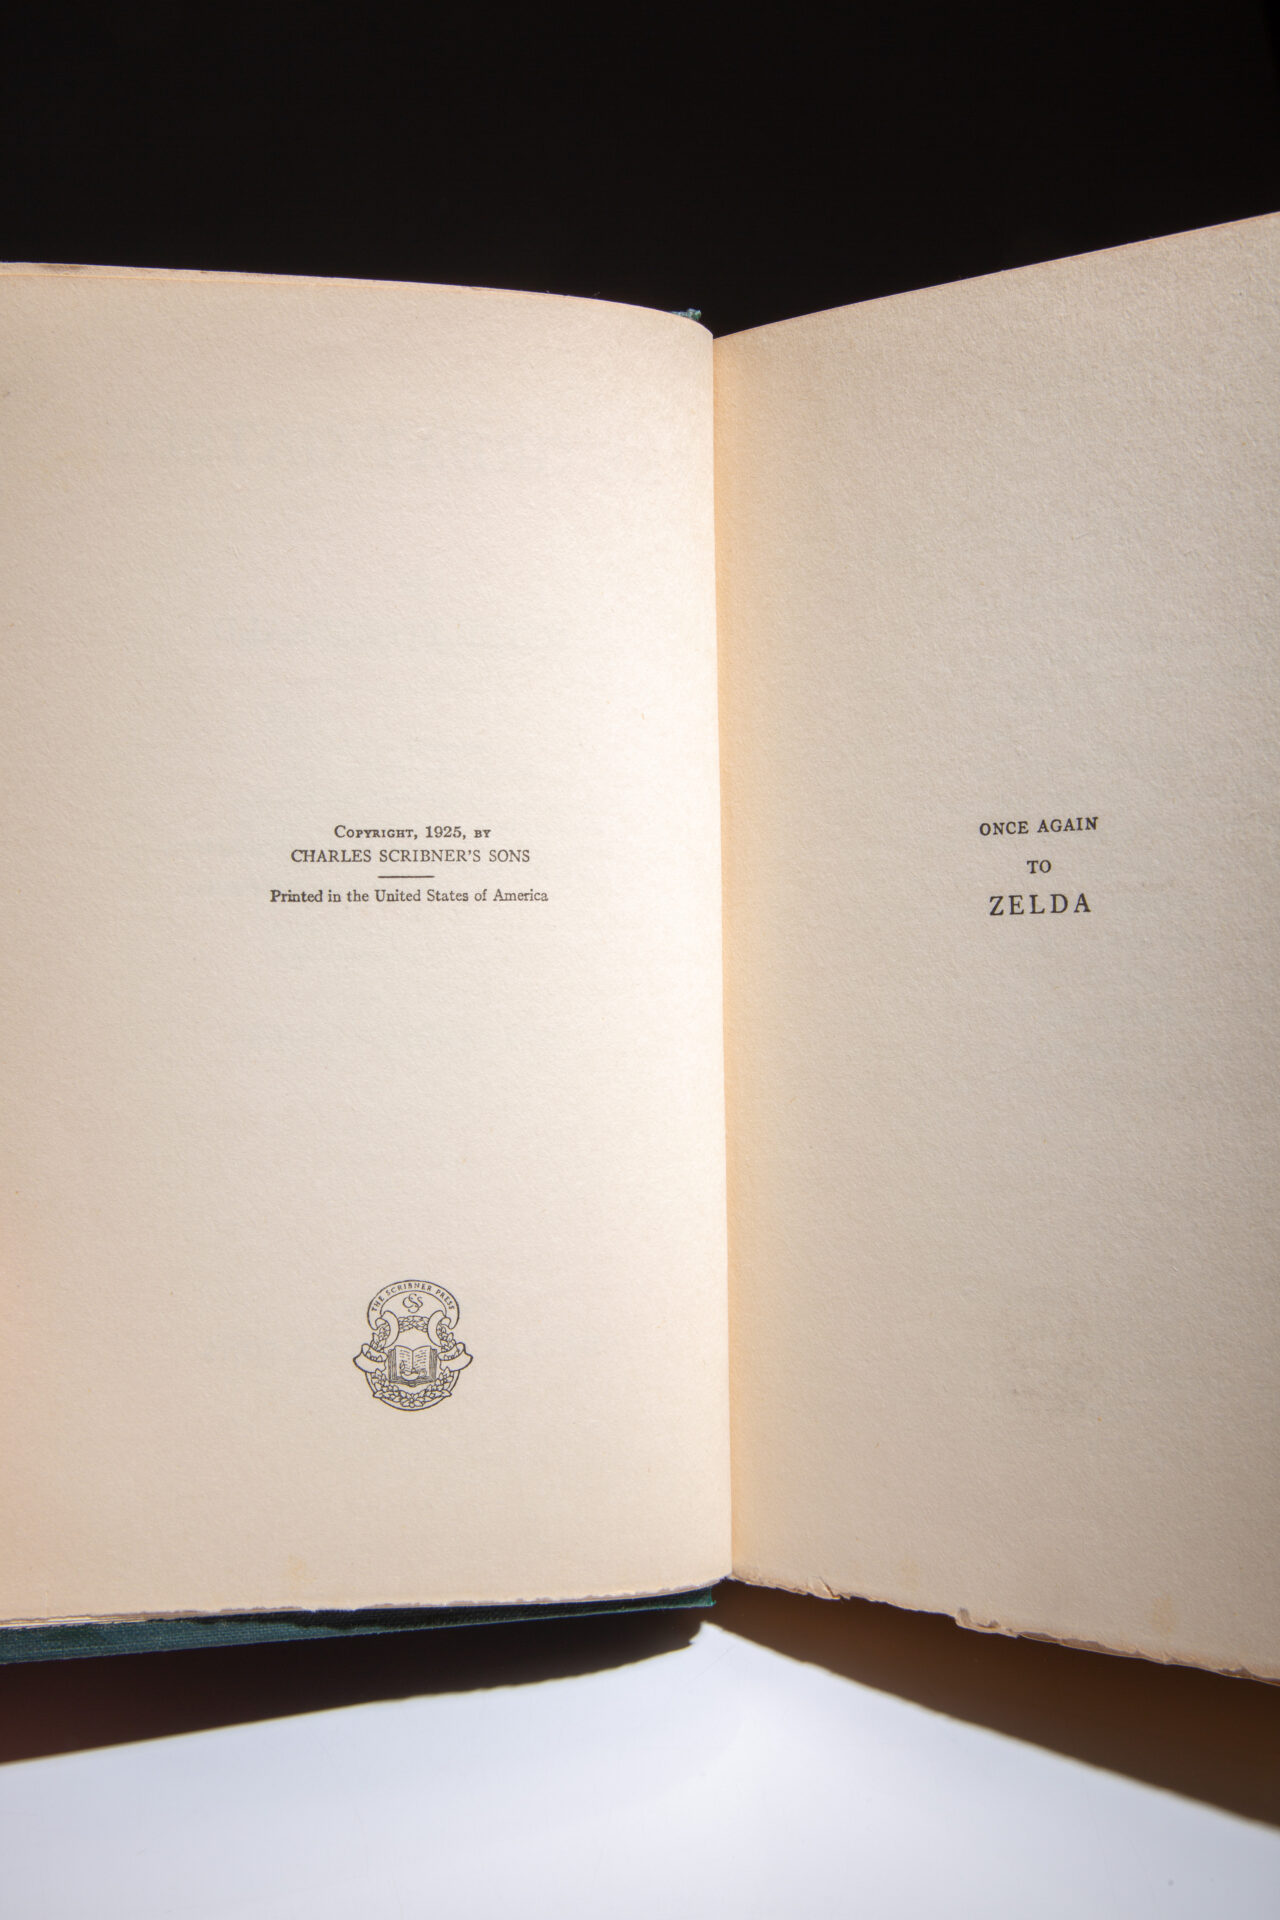 Copyright, 1925, by
CHARLES SCRIBNER'S SONS
Printed in the United States of America
THE SCRIBNER PRESS
CSS
ONCE AGAIN
TO
ZELDA